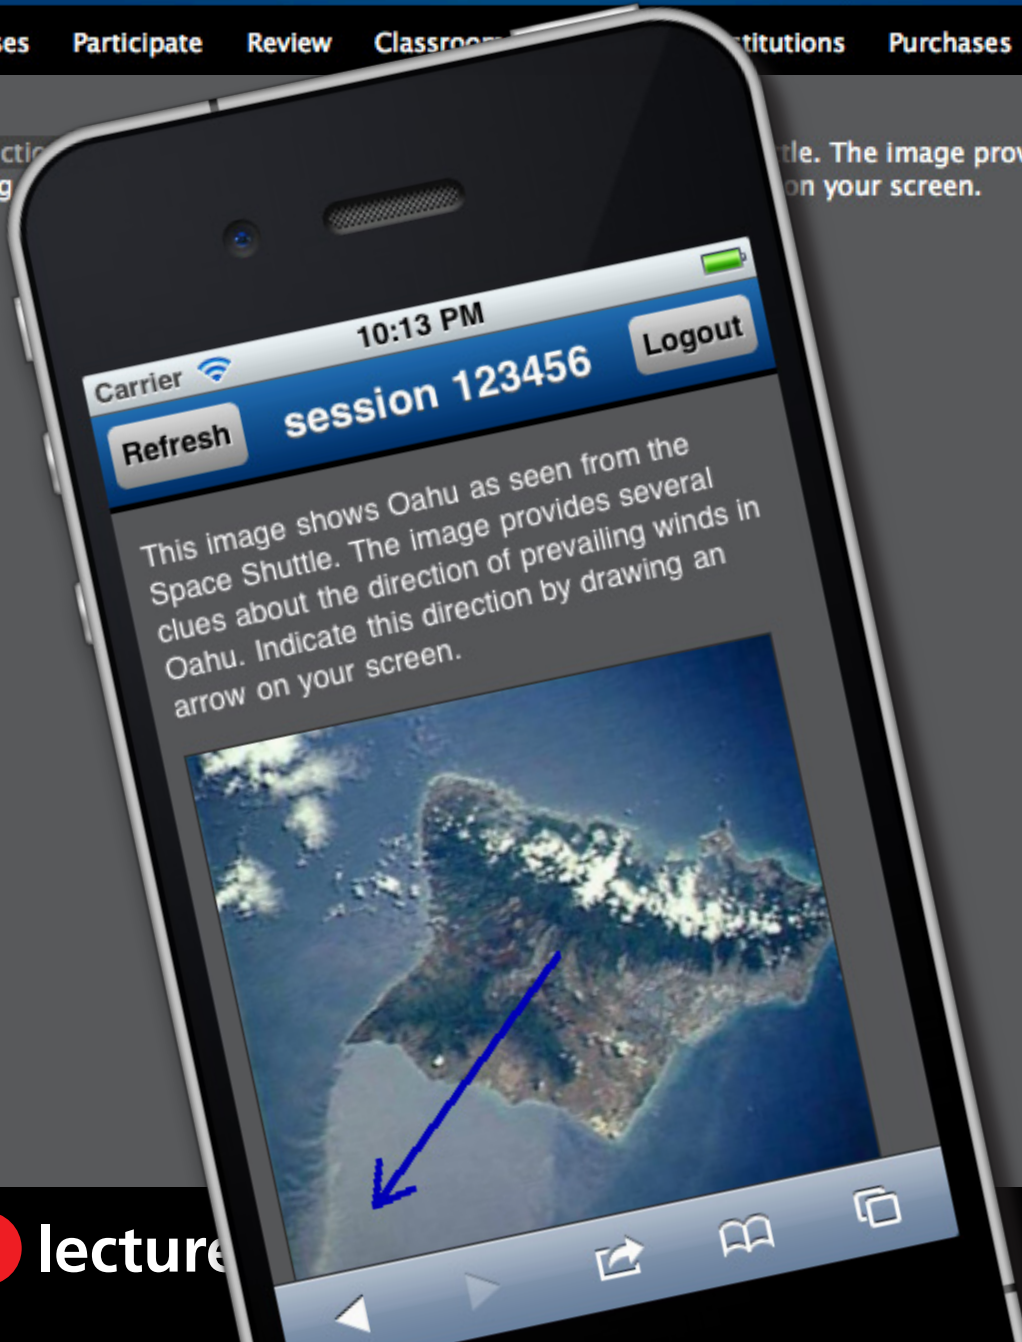 Participate Review Purchases
The image
on your screen.
Carrier 10:13 PM
Refresh session 123456 Logout
This image shows Oahu as seen from the
Space Shuttle. The image provides several
clues about the direction of prevailing winds in
Oahu. Indicate this direction by drawing an
arrow on your screen.
lecture